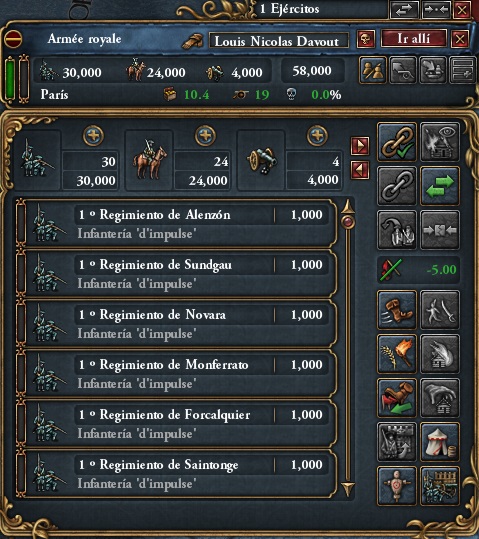 1 Ejércitos
Armée royale
Louis Nicolas Davout
Ir allí
30,000
24,000
4,000
58,000
París
10.4
19
0.0%
30
30,000
24
24,000
4
4,000
1 º Regimiento de Alenzón 1,000
Infantería 'd'impulse'
1 º Regimiento de Sundgau 1,000
Infantería 'd'impulse'
1 º Regimiento de Novara 1,000
Infantería 'd'impulse'
1 º Regimiento de Monferrato 1,000
Infantería 'd'impulse'
1 º Regimiento de Forcalquier 1,000
Infantería 'd'impulse'
1 º Regimiento de Saintonge 1,000
Infantería 'd'impulse'
-5.00